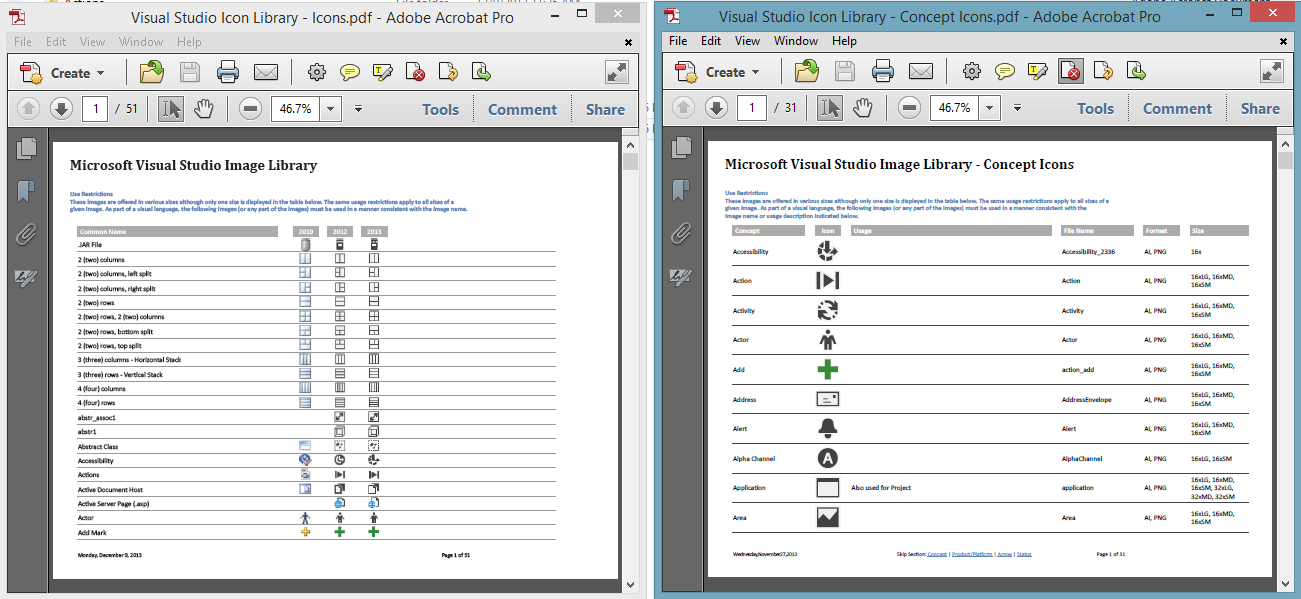 Visual Studio Icon Library - Icons.pdf - Adobe Acrobat Pro
File Edit View Window Help
Create
1 / 51 46.7% Tools Comment Share
Microsoft Visual Studio Image Library
Use Restrictions
These images are offered in various sizes although only one size is displayed in the table below. The same usage restrictions apply to all sizes of a
given image. As part of a visual language, the following images (or any part of the images) must be used in a manner consistent with the image name.
Common Name 2010 2012 2013
.JAR File
2 (two) columns
2 (two) columns, left split
2 (two) columns, right split
2 (two) rows
2 (two) rows, 2 (two) columns
2 (two) rows, bottom split
2 (two) rows, top split
3 (three) columns - Horizontal Stack
3 (three) rows - Vertical Stack
4 (four) columns
4 (four) rows
abstr_assoc1
abstr1
Abstract Class
Accessibility
Actions
Active Document Host
Active Server Page (.asp)
Actor
Add Mark
Monday, December 9, 2013 Page 1 of 51
Visual Studio Icon Library - Concept Icons.pdf - Adobe Acrobat Pro
File Edit View Window Help
Create
1 / 31 46.7% Tools Comment Share
Microsoft Visual Studio Image Library - Concept Icons
Use Restrictions
These images are offered in various sizes although only one size is displayed in the table below. The same usage restrictions apply to all sizes of a
given image. As part of a visual language, the following images (or any part of the images) must be used in a manner consistent with the
image name or usage description indicated below.
Concept Icon Usage File Name Format Size
Accessibility Accessibility_2336 AI, PNG 16x
Action Action AI, PNG 16xLG, 16xMD,
16xSM
Activity Activity AI, PNG 16xLG, 16xMD,
16xSM
Actor Actor AI, PNG 16xLG, 16xMD,
16xSM
Add action_add AI, PNG 16xLG, 16xMD,
16xSM
Address AddressEnvelope AI, PNG 16xLG, 16xMD,
16xSM
Alert Alert AI, PNG 16xLG, 16xMD,
16xSM
Alpha Channel A AlphaChannel AI, PNG 16xLG, 16xSM
Application Also used for Project application AI, PNG 16xLG, 16xMD,
16xSM, 32xLG,
32xMD, 32xSM
Area Area AI, PNG 16xLG, 16xMD,
16xSM
Wednesday,November27,2013 Skip Section: Concept | Product/Platform | Arrow | Status Page 1 of 31